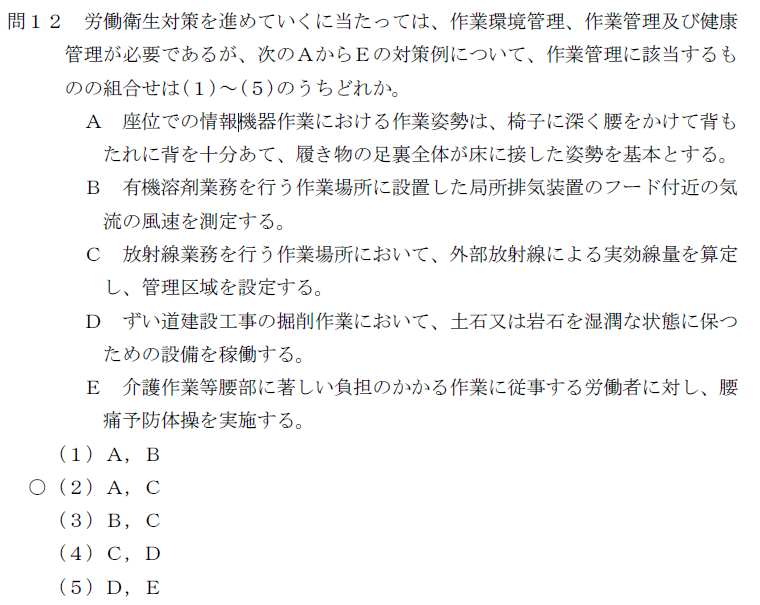 問１２　労働衛生対策を進めていくに当たっては、作業環境管理、作業管理及び健康
管理が必要であるが、次のＡからＥの対策例について、作業管理に該当するも
のの組合せは(１)～(５)のうちどれか。
Ａ　座位での情報機器作業における作業姿勢は、椅子に深く腰をかけて背も
たれに背を十分あて、履き物の足裏全体が床に接した姿勢を基本とする。
Ｂ　有機溶剤業務を行う作業場所に設置した局所排気装置のフード付近の気
流の風速を測定する。
Ｃ　放射線業務を行う作業場所において、外部放射線による実効線量を算定
し、管理区域を設定する。
Ｄ　ずい道建設工事の掘削作業において、土石又は岩石を湿潤な状態に保つ
ための設備を稼働する。
Ｅ　介護作業等腰部に著しい負担のかかる作業に従事する労働者に対し、腰
痛予防体操を実施する。
(１) Ａ，Ｂ
○(２) Ａ，Ｃ
(３) Ｂ，Ｃ
(４) Ｃ，Ｄ
(５) Ｄ，Ｅ